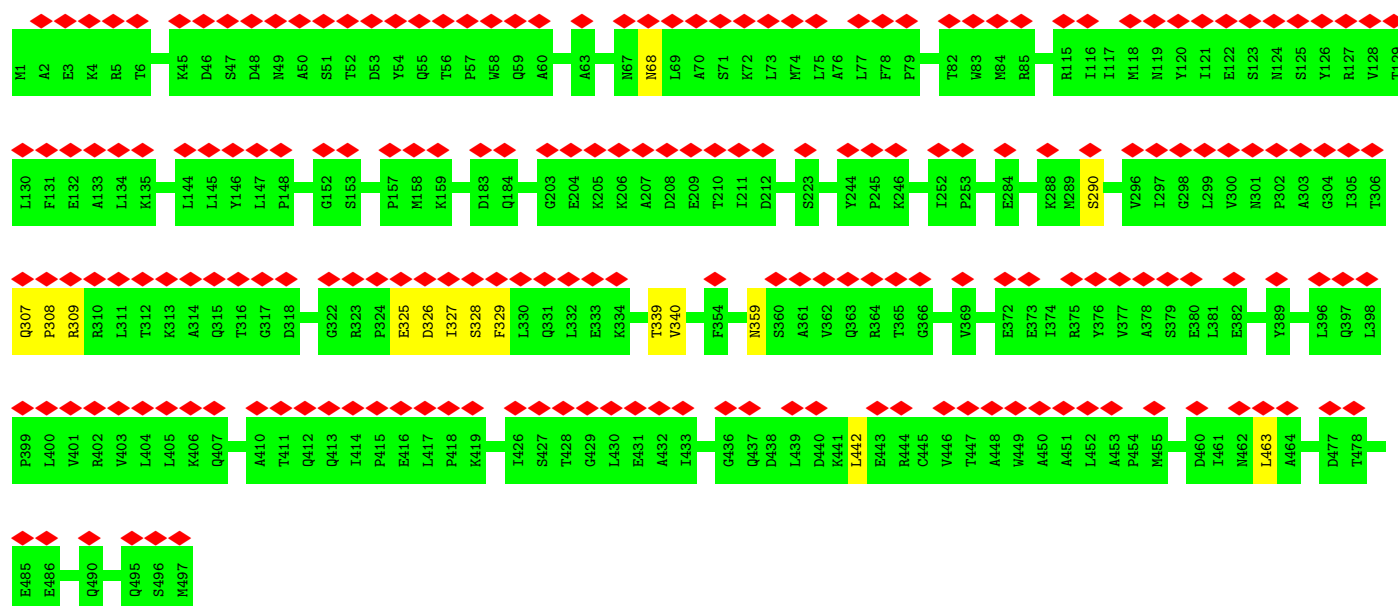 M1 A2 E3 K4 R5 T6 K45 D46 S47 D48 N49 A50 S51 T52 D53 Y54 Q55 T56 P57 W58 Q59 A60 A63 N67 N68 L69 A70 S71 K72 L73 M74 L75 A76 L77 F78 P79 T82 W83 M84 R85 R115 I116 I117 M118 N119 Y120 I121 E122 S123 N124 S125 Y126 R127 V128 T129
L130 F131 E132 A133 L134 K135 L144 L145 Y146 L147 P148 G152 S153 P157 M158 K159 D183 Q184 G203 E204 K205 K206 A207 D208 E209 T210 I211 D212 S223 Y244 P245 K246 I252 P253 E284 K288 M289 S290 V296 I297 G298 L299 V300 N301 P302 A303 G304 I305 T306
Q307 P308 R309 R310 L311 T312 K313 A314 Q315 T316 G317 D318 G322 R323 P324 E325 D326 I327 S328 F329 L330 Q331 L332 E333 K334 T339 V340 F354 N359 S360 A361 V362 Q363 R364 T365 G366 V369 E372 E373 I374 R375 Y376 V377 A378 S379 E380 L381 E382 Y389 L396 Q397 L398
P399 L400 V401 R402 V403 L404 L405 K406 Q407 A410 T411 Q412 Q413 I414 P415 E416 L417 P418 K419 I426 S427 T428 G429 L430 E431 A432 I433 G436 Q437 D438 L439 D440 K441 L442 E443 R444 C445 V446 T447 A448 W449 A450 A451 L452 A453 P454 M455 D460 I461 N462 L463 A464 D477 T478
E485 E486 Q490 Q495 S496 M497